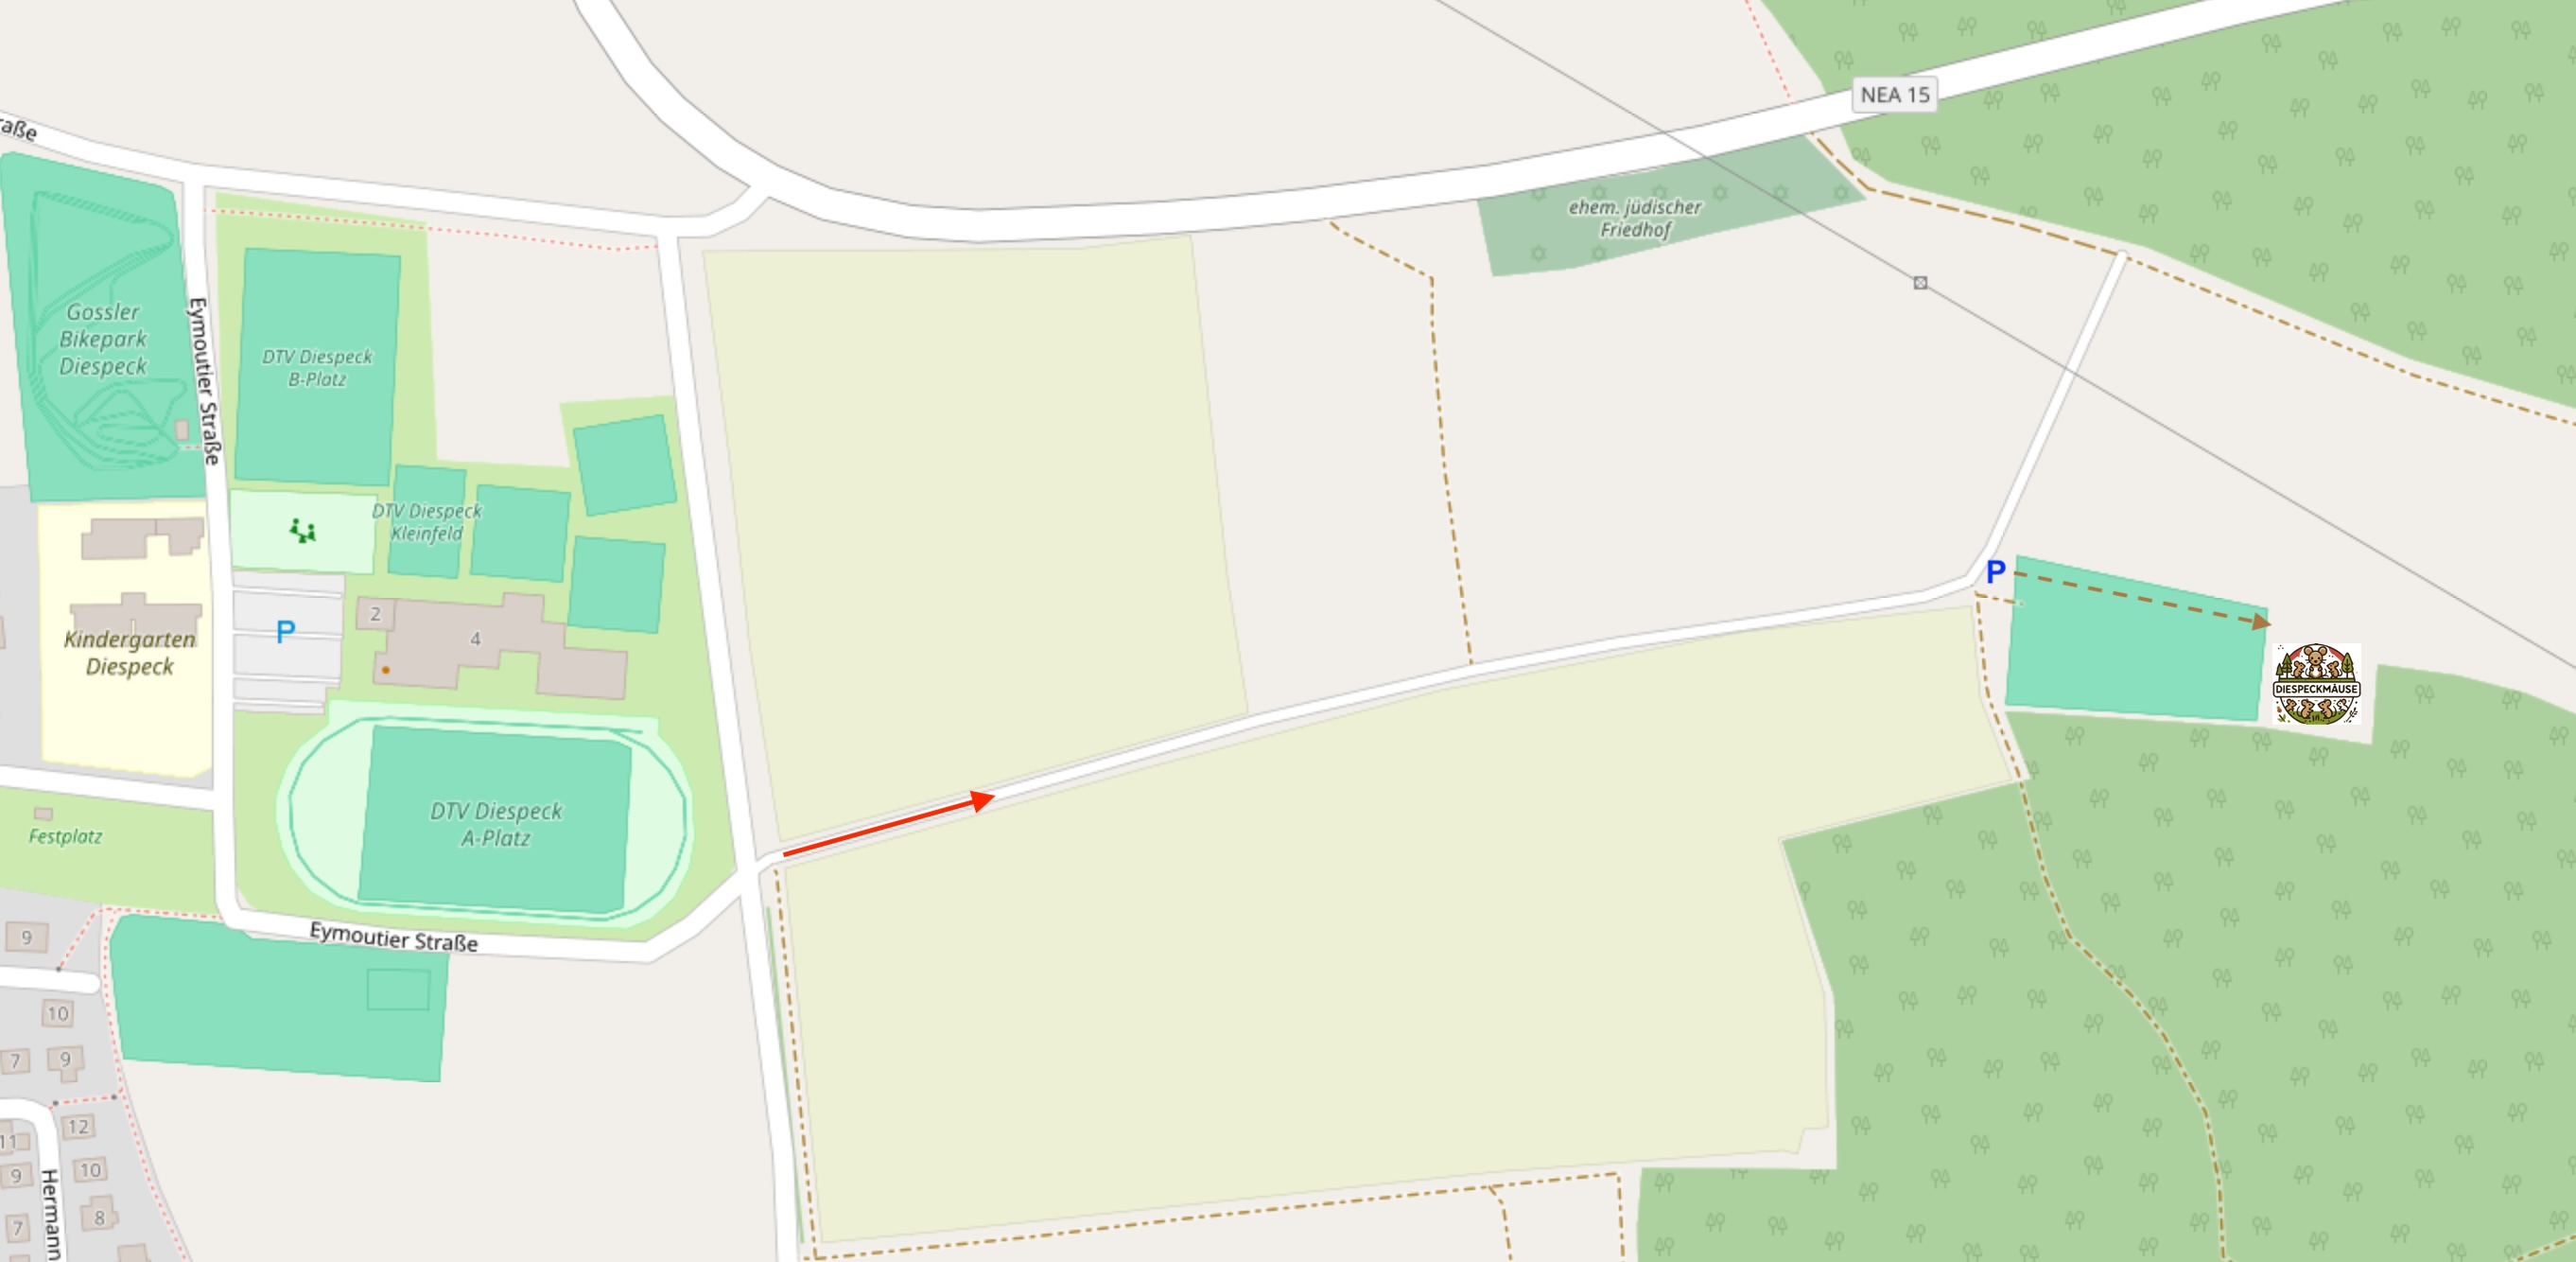 raße
NEA 15
ehem. jüdischer
Friedhof
Gossler
Bikepark
Diespeck
Eymoutier Straße
DTV Diespeck
B-Platz
DTV Diespeck
Kleinfeld
P
2
4
P
Kindergarten
Diespeck
DIESPECKMÄUSE
DTV Diespeck
A-Platz
Festplatz
Eymoutier Straße
9
10
7
9
12
11
9
10
Hermann
8
7